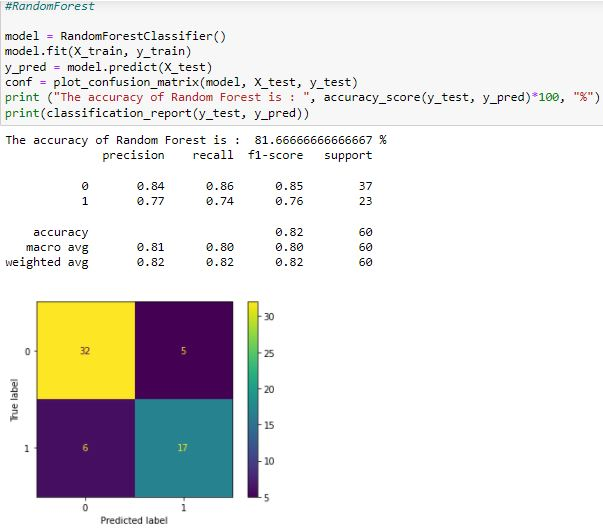 #RandomForest
model = RandomForestClassifier()
model.fit(X_train, y_train)
y_pred = model.predict(X_test)
conf = plot_confusion_matrix(model, X_test, y_test)
print ("The accuracy of Random Forest is : ", accuracy_score(y_test, y_pred)*100, "%")
print(classification_report(y_test, y_pred))
The accuracy of Random Forest is :  81.66666666666667 %
precision recall f1-score support
0 0.84 0.86 0.85 37
1 0.77 0.74 0.76 23
accuracy 0.82 60
macro avg 0.81 0.80 0.80 60
weighted avg 0.82 0.82 0.82 60
30
0 32 5
25
20
True label
15
1 6 17
10
5
0 1
Predicted label